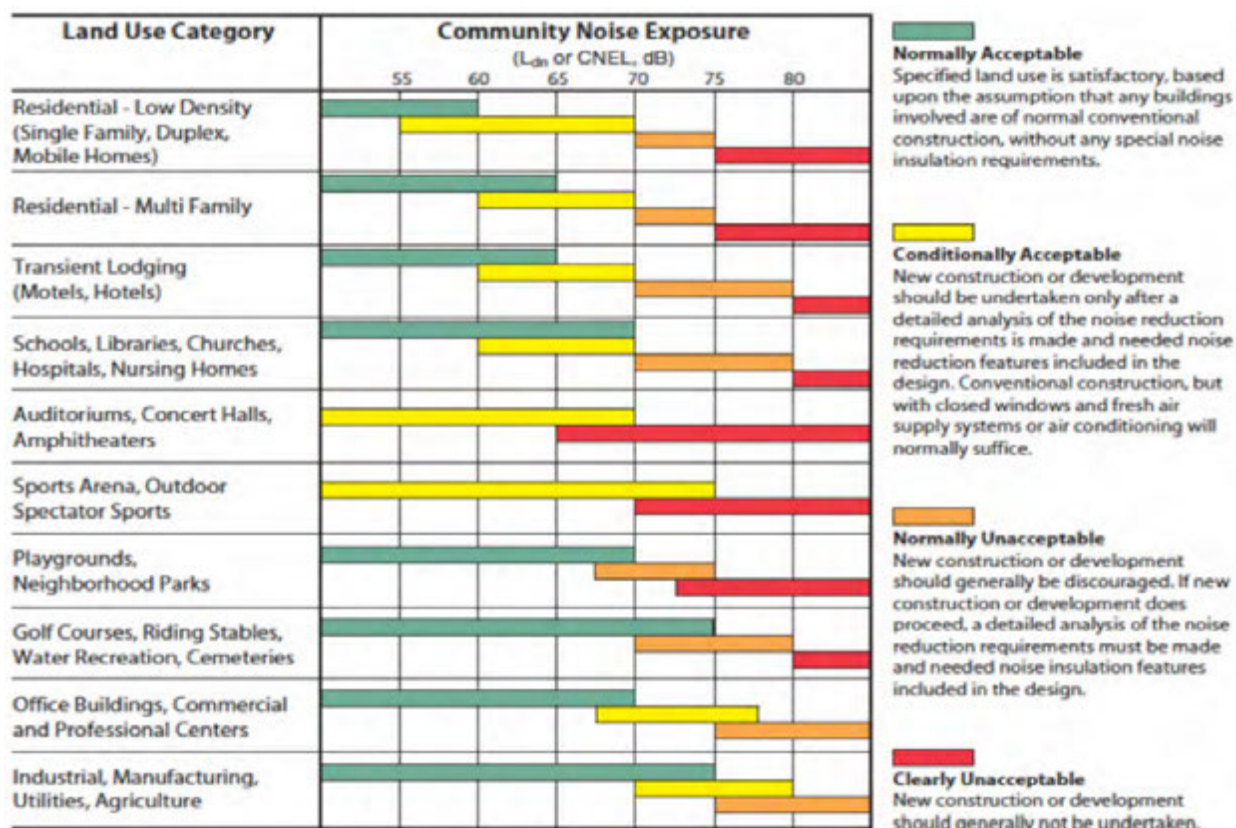 Land Use Category
Community Noise Exposure
(Ldn or CNEL, dB)
55 60 65 70 75 80
Residential - Low Density
(Single Family, Duplex,
Mobile Homes)
Residential - Multi Family
Transient Lodging
(Motels, Hotels)
Schools, Libraries, Churches,
Hospitals, Nursing Homes
Auditoriums, Concert Halls,
Amphitheaters
Sports Arena, Outdoor
Spectator Sports
Playgrounds,
Neighborhood Parks
Golf Courses, Riding Stables,
Water Recreation, Cemeteries
Office Buildings, Commercial
and Professional Centers
Industrial, Manufacturing,
Utilities, Agriculture
Normally Acceptable
Specified land use is satisfactory, based
upon the assumption that any buildings
involved are of normal conventional
construction, without any special noise
insulation requirements.
Conditionally Acceptable
New construction or development
should be undertaken only after a
detailed analysis of the noise reduction
requirements is made and needed noise
reduction features included in the
design. Conventional construction, but
with closed windows and fresh air
supply systems or air conditioning will
normally suffice.
Normally Unacceptable
New construction or development
should generally be discouraged. If new
construction or development does
proceed, a detailed analysis of the noise
reduction requirements must be made
and needed noise insulation features
included in the design.
Clearly Unacceptable
New construction or development
should generally not be undertaken.